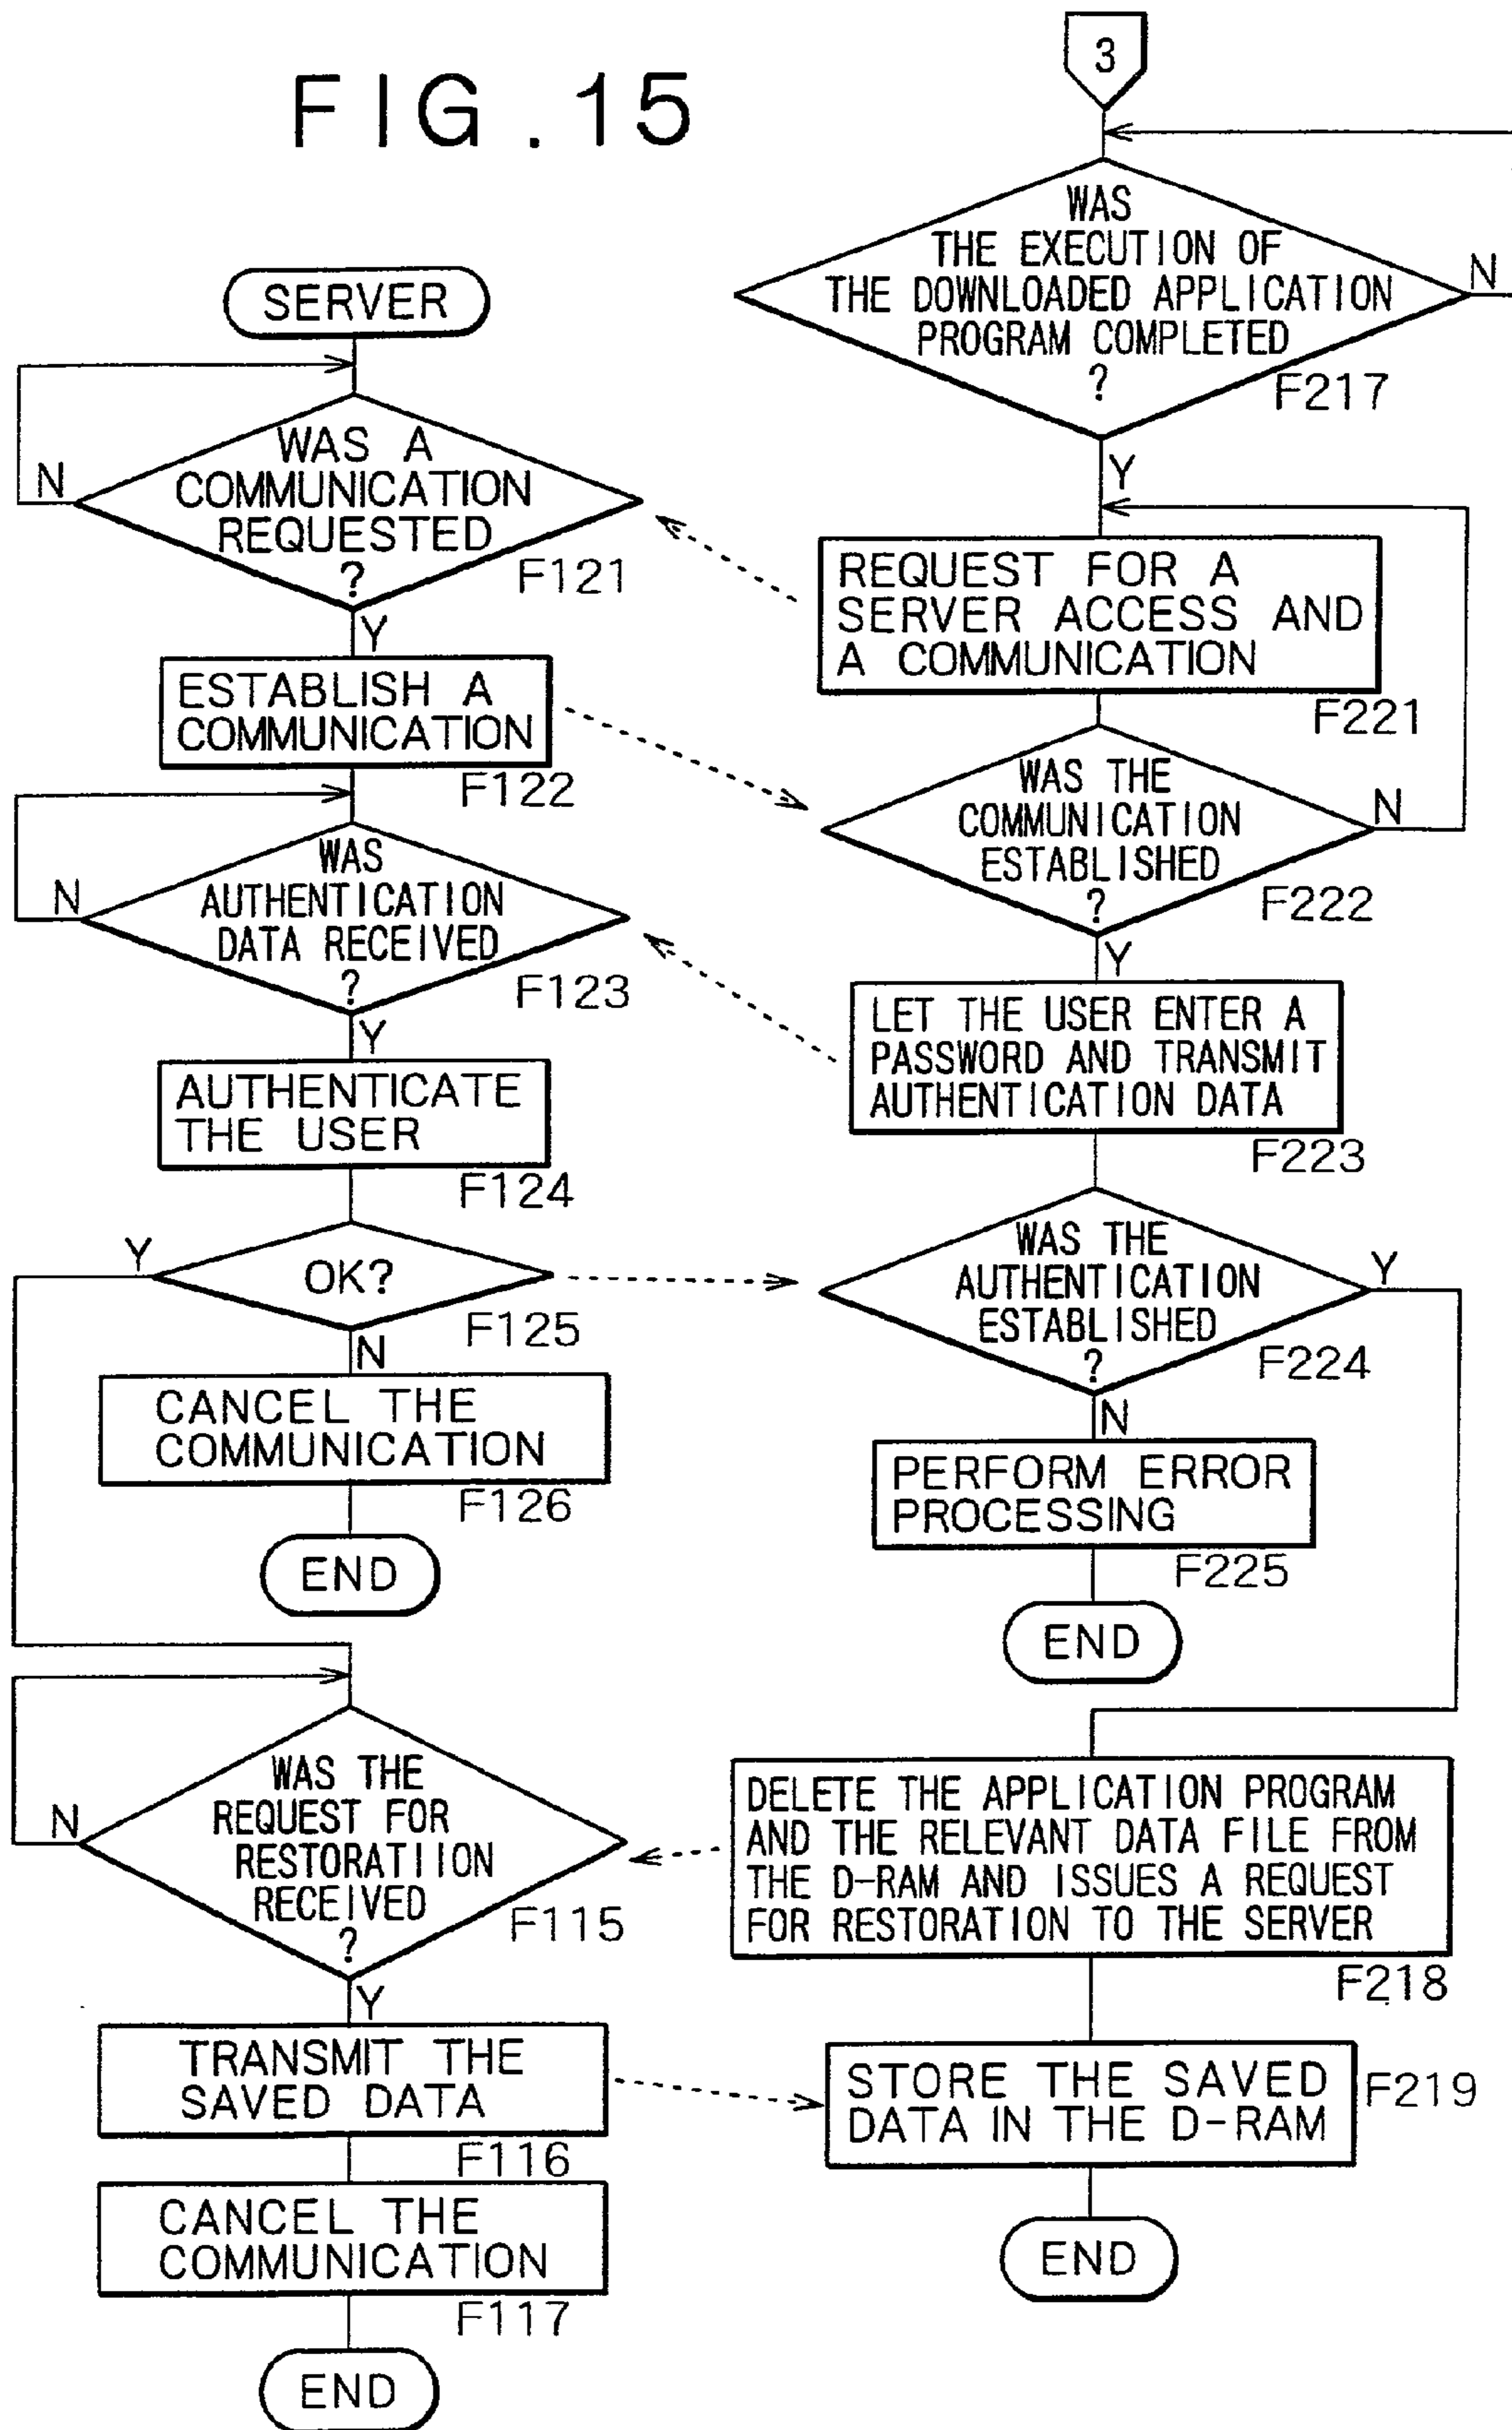 FIG.15
SERVER
N
WAS A
COMMUNICATION
REQUESTED
?
F121
Y
ESTABLISH A
COMMUNICATION
F122
N
WAS
AUTHENTICATION
DATA RECEIVED
?
F123
Y
AUTHENTICATE
THE USER
F124
Y
OK?
F125
N
CANCEL THE
COMMUNICATION
F126
END
N
WAS THE
REQUEST FOR
RESTORATIION
RECEIVED
?
F115
Y
TRANSMIT THE
SAVED DATA
F116
CANCEL THE
COMMUNICATION
F117
END
3
WAS
THE EXECUTION OF
THE DOWNLOADED APPLICATION
PROGRAM COMPLETED
?
N
F217
Y
REQUEST FOR A
SERVER ACCESS AND
A COMMUNICATION
F221
WAS THE
COMMUNICATION
ESTABLISHED
?
N
F222
Y
LET THE USER ENTER A
PASSWORD AND TRANSMIT
AUTHENTICATION DATA
F223
WAS THE
AUTHENTICATION
ESTABLISHED
?
Y
F224
N
PERFORM ERROR
PROCESSING
F225
END
DELETE THE APPLICATION PROGRAM
AND THE RELEVANT DATA FILE FROM
THE D-RAM AND ISSUES A REQUEST
FOR RESTORATION TO THE SERVER
F218
STORE THE SAVED
DATA IN THE D-RAM
F219
END